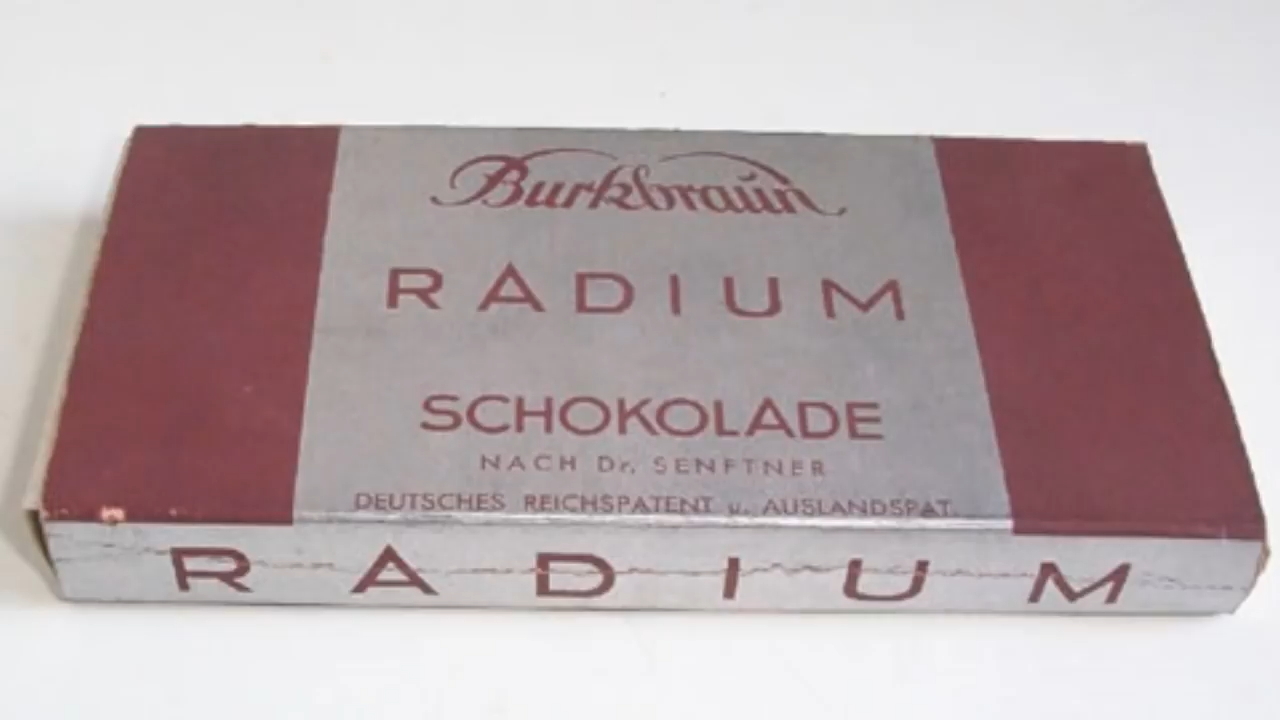 Burkbraun
RADIUM
SCHOKOLADE
NACH Dr. SENFTNER
DEUTSCHES REICHSPATENT u. AUSLANDSPAT.
RADIUM